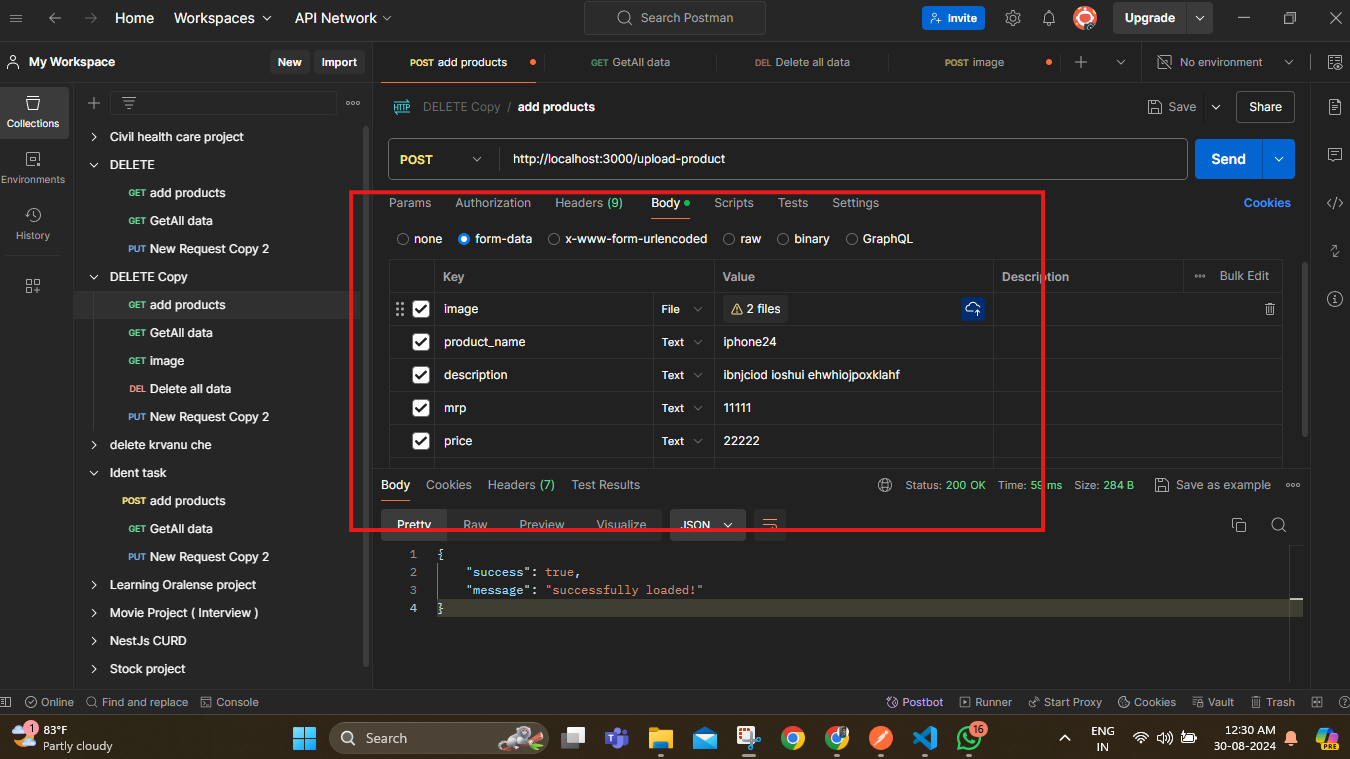 Home Workspaces API Network Search Postman Invite Upgrade
My Workspace New Import POST add products GET GetAll data DEL Delete all data POST image No environment
Collections
Environments
History
Civil health care project
DELETE
GET add products
GET GetAll data
PUT New Request Copy 2
DELETE Copy
GET add products
GET GetAll data
GET image
DEL Delete all data
PUT New Request Copy 2
delete krvanu che
Ident task
POST add products
GET GetAll data
PUT New Request Copy 2
Learning Oralense project
Movie Project ( Interview )
NestJs CURD
Stock project
HTTP DELETE Copy / add products Save Share
POST http://localhost:3000/upload-product Send
Params Authorization Headers (9) Body Scripts Tests Settings Cookies
none form-data x-www-form-urlencoded raw binary GraphQL
Key Value Description Bulk Edit
image File 2 files
product_name Text iphone24
description Text ibnjciod ioshui ehwhiojpoxklahf
mrp Text 11111
price Text 22222
Body Cookies Headers (7) Test Results Status: 200 OK Time: 59 ms Size: 284 B Save as example
Pretty Raw Preview Visualize JSON
1 {
2 "success": true,
3 "message": "successfully loaded!"
4 }
Online Find and replace Console Postbot Runner Start Proxy Cookies Vault Trash
1 83°F
Partly cloudy
Search
16
ENG
IN
12:30 AM
30-08-2024
PRE